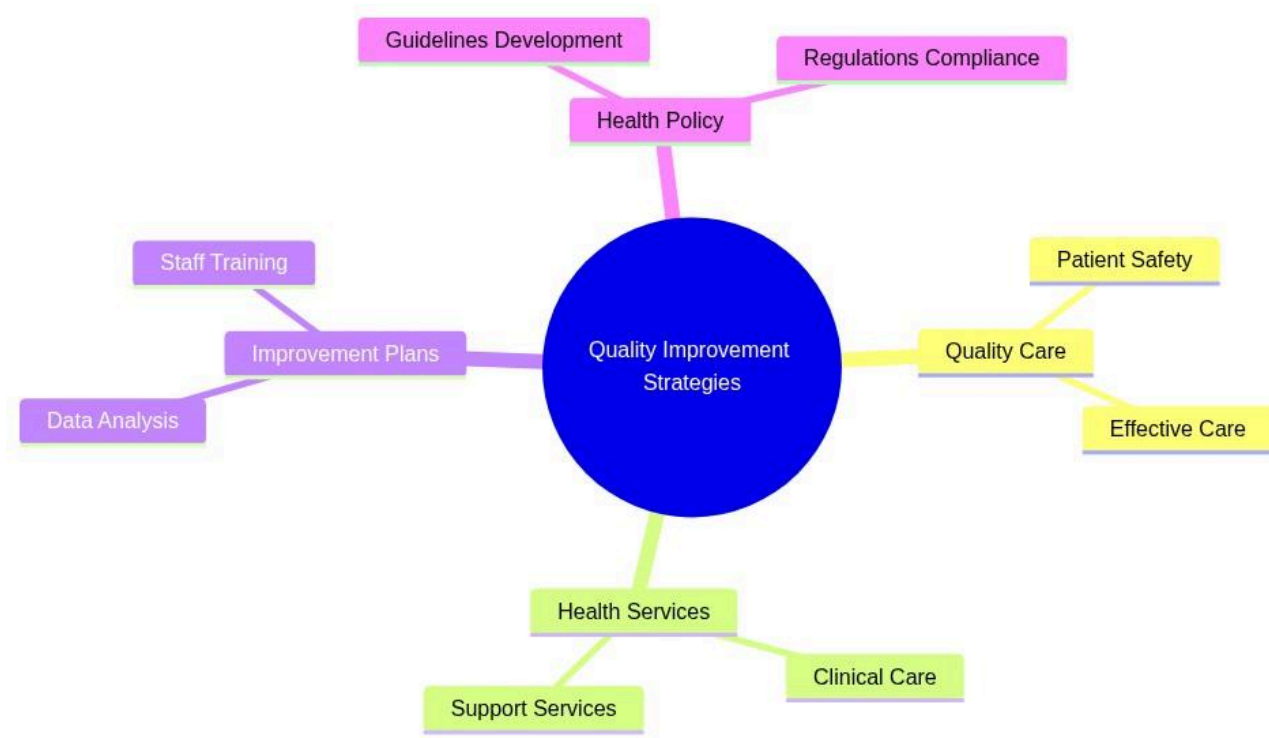 Guidelines Development
Regulations Compliance
Health Policy
Staff Training
Patient Safety
Improvement Plans
Quality Improvement
Strategies
Quality Care
Data Analysis
Effective Care
Health Services
Clinical Care
Support Services